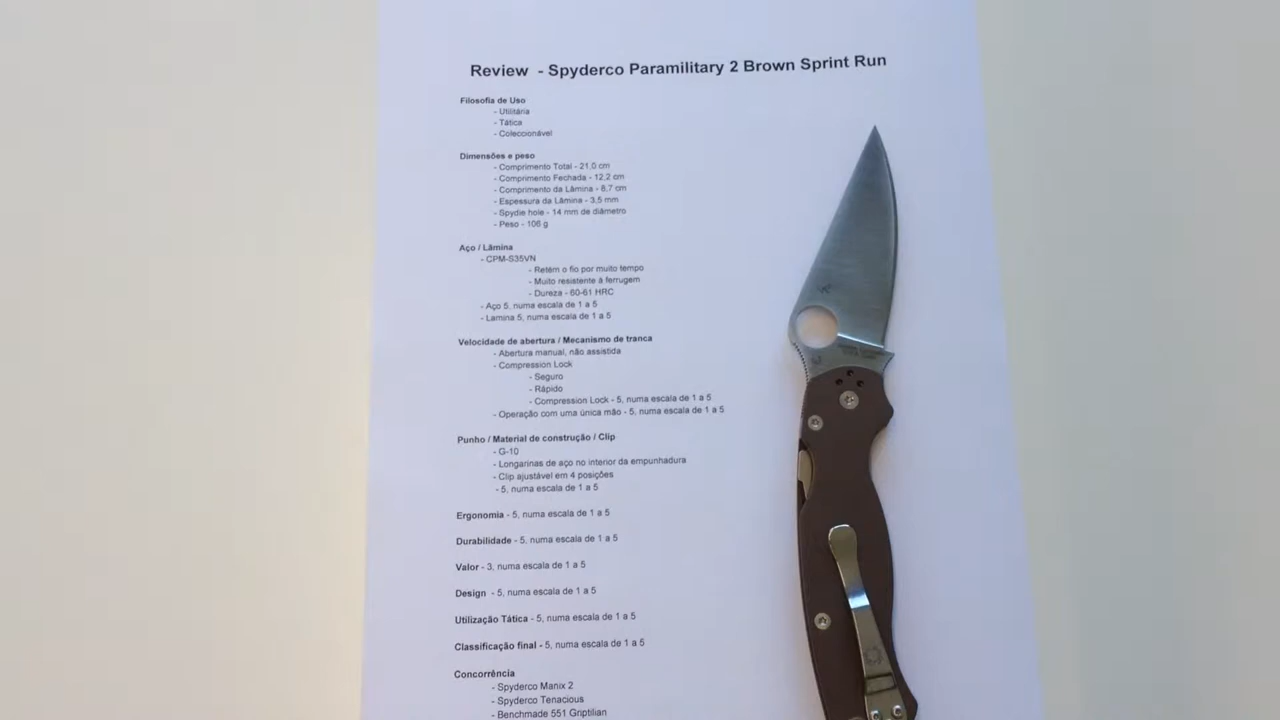 Review - Spyderco Paramilitary 2 Brown Sprint Run
Filosofia de Uso
- Utilitária
- Tática
- Coleccionável
Dimensões e peso
- Comprimento Total - 21,0 cm
- Comprimento Fechada - 12,2 cm
- Comprimento da Lâmina - 8,7 cm
- Espessura da Lâmina - 3,5 mm
- Spydie hole - 14 mm de diâmetro
- Peso - 106 g
Aço / Lâmina
- CPM-S35VN
- Retém o fio por muito tempo
- Muito resistente à ferrugem
- Dureza - 60-61 HRC
- Aço 5, numa escala de 1 a 5
- Lamina 5, numa escala de 1 a 5
Velocidade de abertura / Mecanismo de tranca
- Abertura manual, não assistida
- Compression Lock
- Seguro
- Rápido
- Compression Lock - 5, numa escala de 1 a 5
- Operação com uma única mão - 5, numa escala de 1 a 5
Punho / Material de construção / Clip
- G-10
- Longarinas de aço no interior da empunhadura
- Clip ajustável em 4 posições
- 5, numa escala de 1 a 5
Ergonomia - 5, numa escala de 1 a 5
Durabilidade - 5, numa escala de 1 a 5
Valor - 3, numa escala de 1 a 5
Design - 5, numa escala de 1 a 5
Utilização Tática - 5, numa escala de 1 a 5
Classificação final - 5, numa escala de 1 a 5
Concorrência
- Spyderco Manix 2
- Spyderco Tenacious
- Benchmade 551 Griptilian